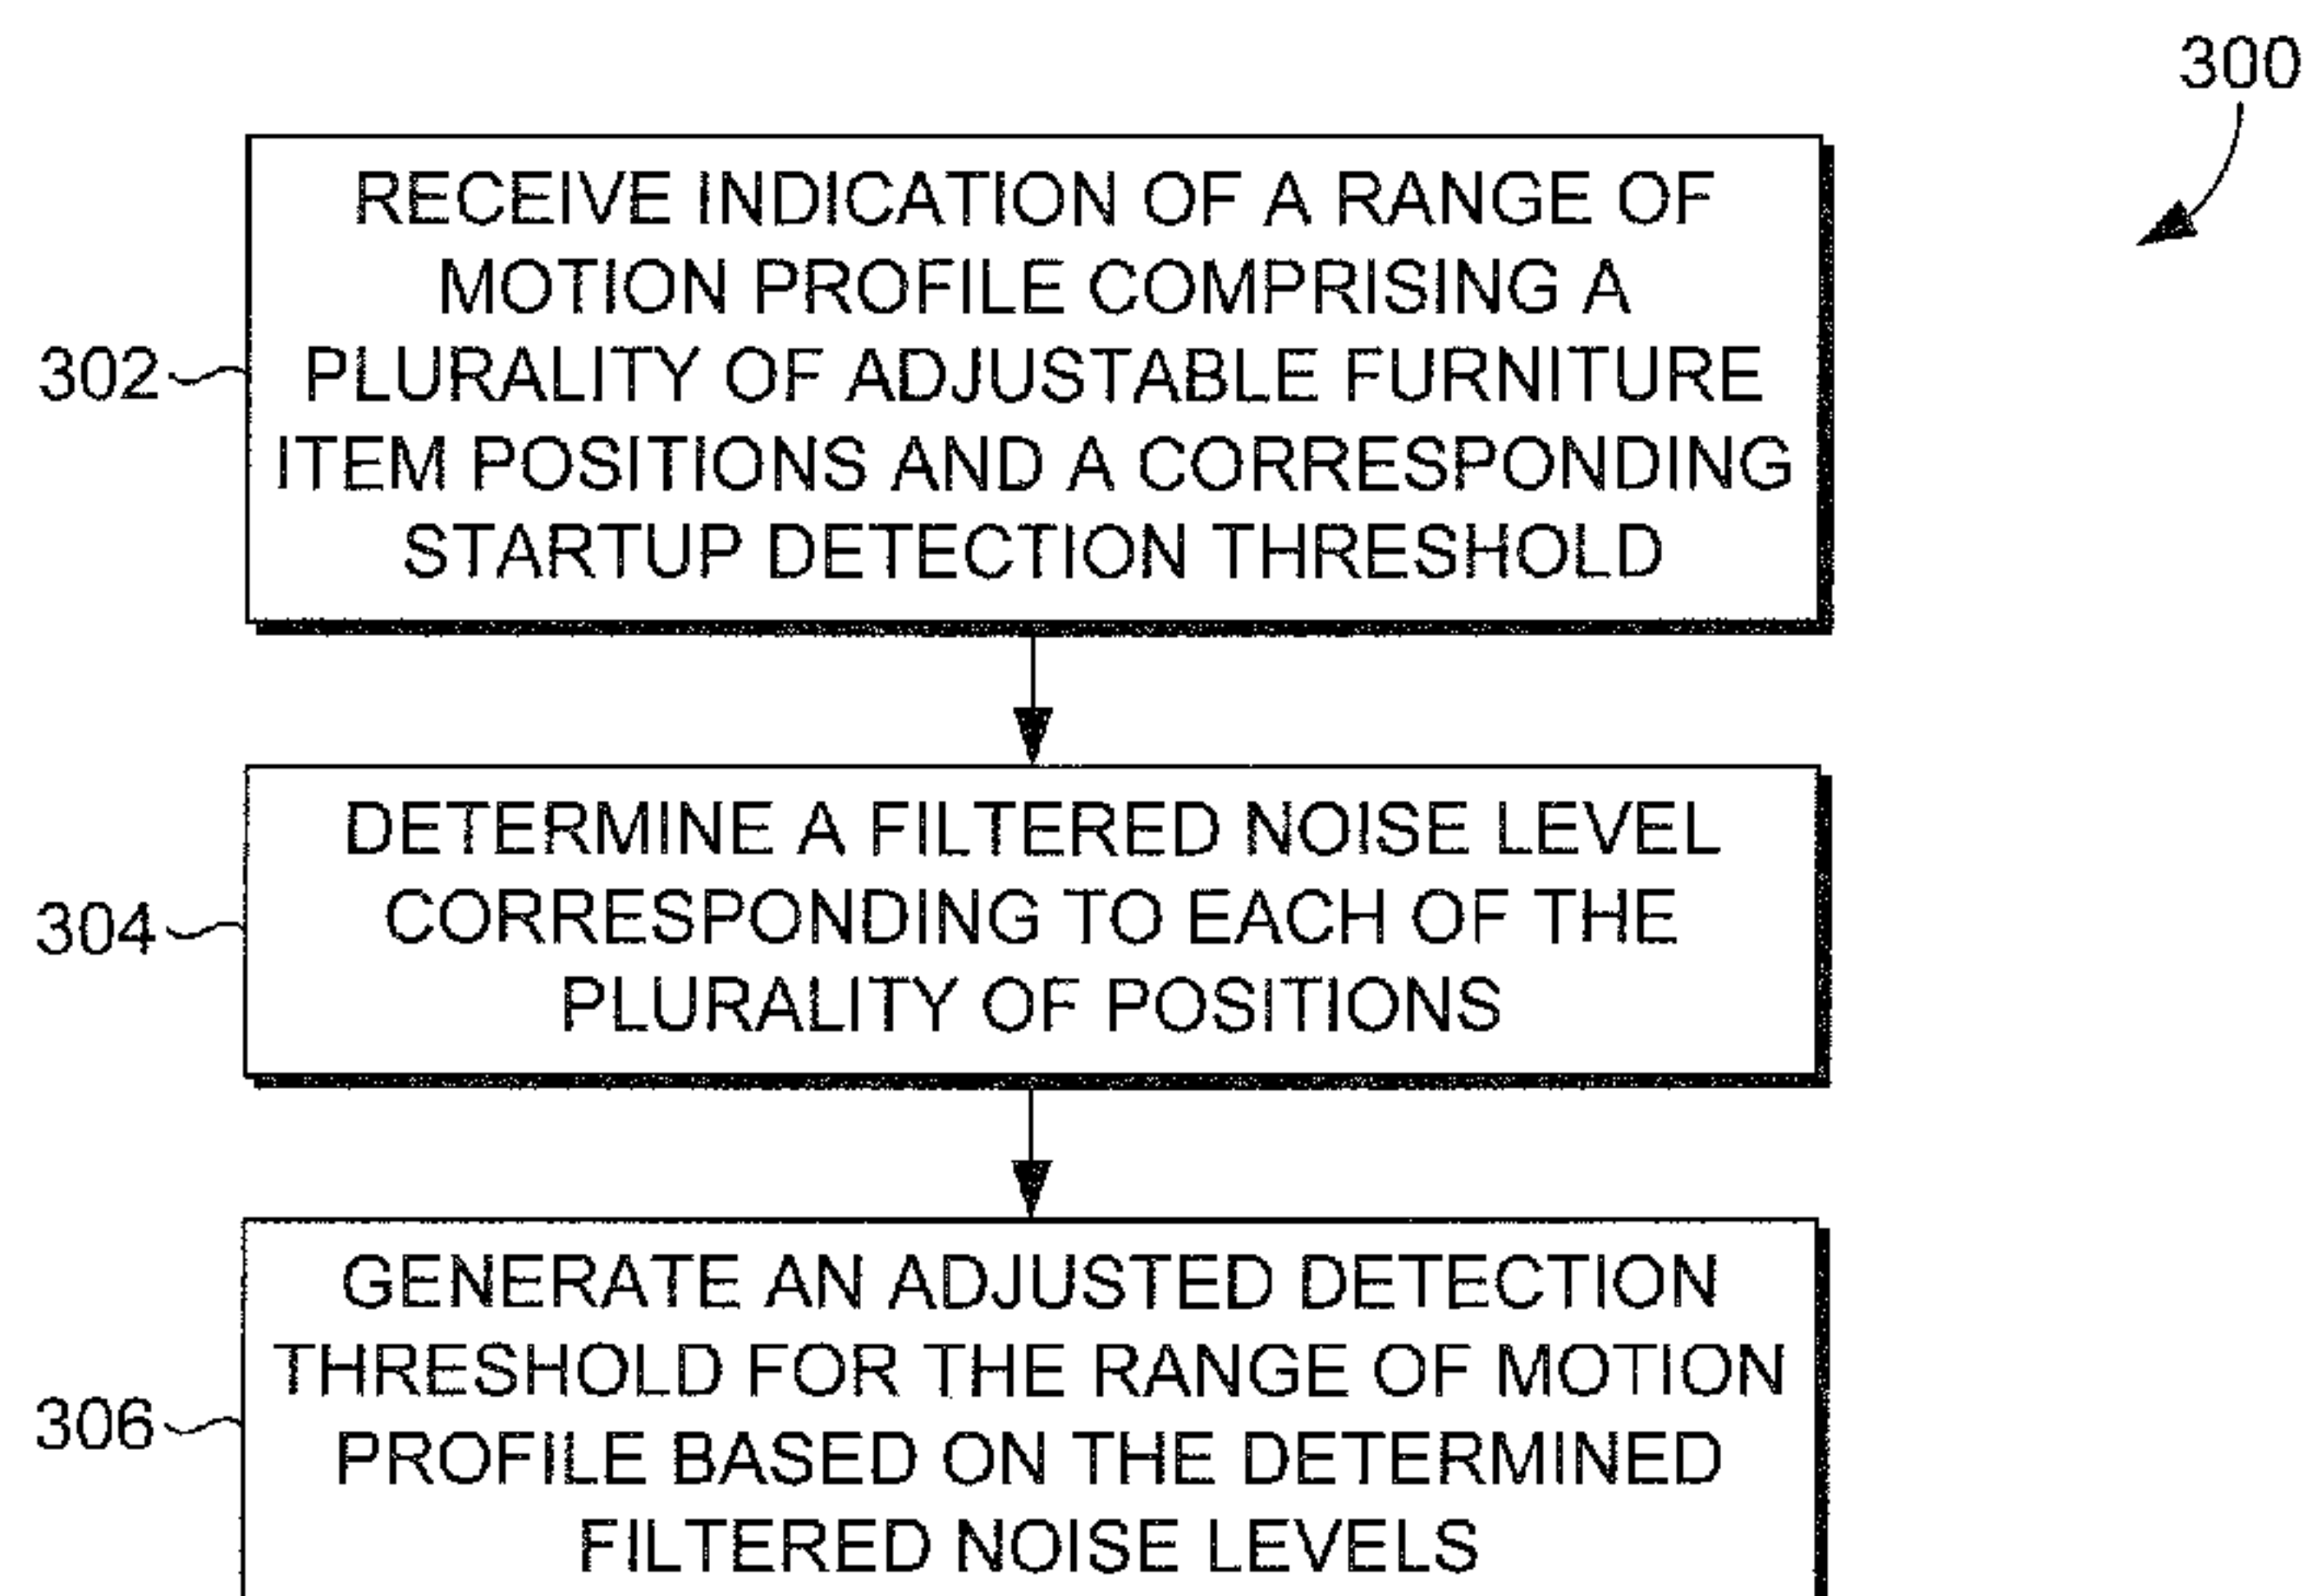 300
RECEIVE INDICATION OF A RANGE OF
MOTION PROFILE COMPRISING A
PLURALITY OF ADJUSTABLE FURNITURE
ITEM POSITIONS AND A CORRESPONDING
STARTUP DETECTION THRESHOLD
302
DETERMINE A FILTERED NOISE LEVEL
CORRESPONDING TO EACH OF THE
PLURALITY OF POSITIONS
304
GENERATE AN ADJUSTED DETECTION
THRESHOLD FOR THE RANGE OF MOTION
PROFILE BASED ON THE DETERMINED
FILTERED NOISE LEVELS
306